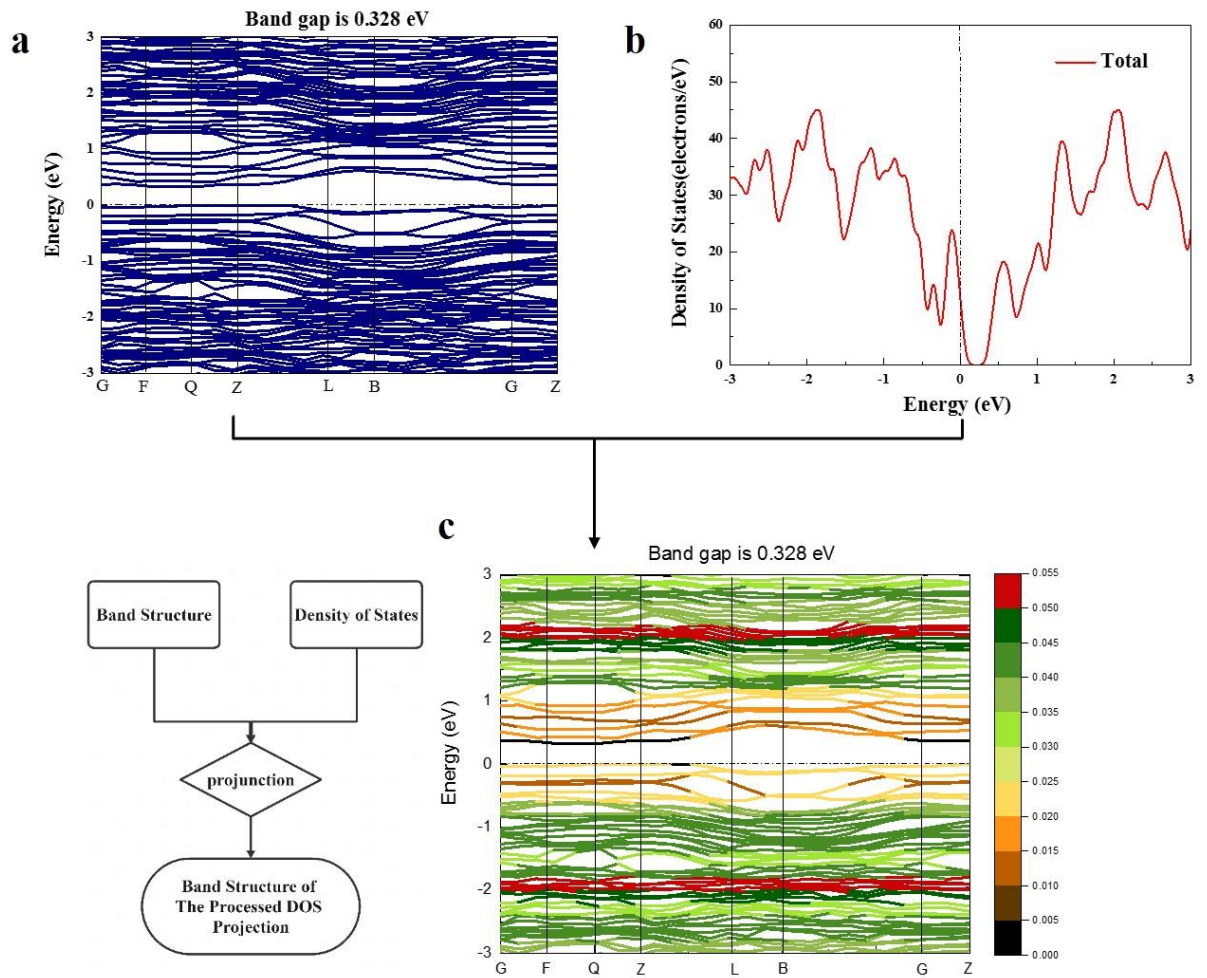 a
Band gap is 0.328 eV
Energy (eV)
3
2
1
0
-1
-2
-3
G F Q Z L B G Z
b
Density of States(electrons/eV)
60
50
40
30
20
10
0
Total
-3 -2 -1 0 1 2 3
Energy (eV)
c
Band gap is 0.328 eV
Energy (eV)
3
2
1
0
-1
-2
-3
G F Q Z L B G Z
0.055
0.050
0.045
0.040
0.035
0.030
0.025
0.020
0.015
0.010
0.005
0.000
Band Structure
Density of States
projunction
Band Structure of
The Processed DOS
Projection